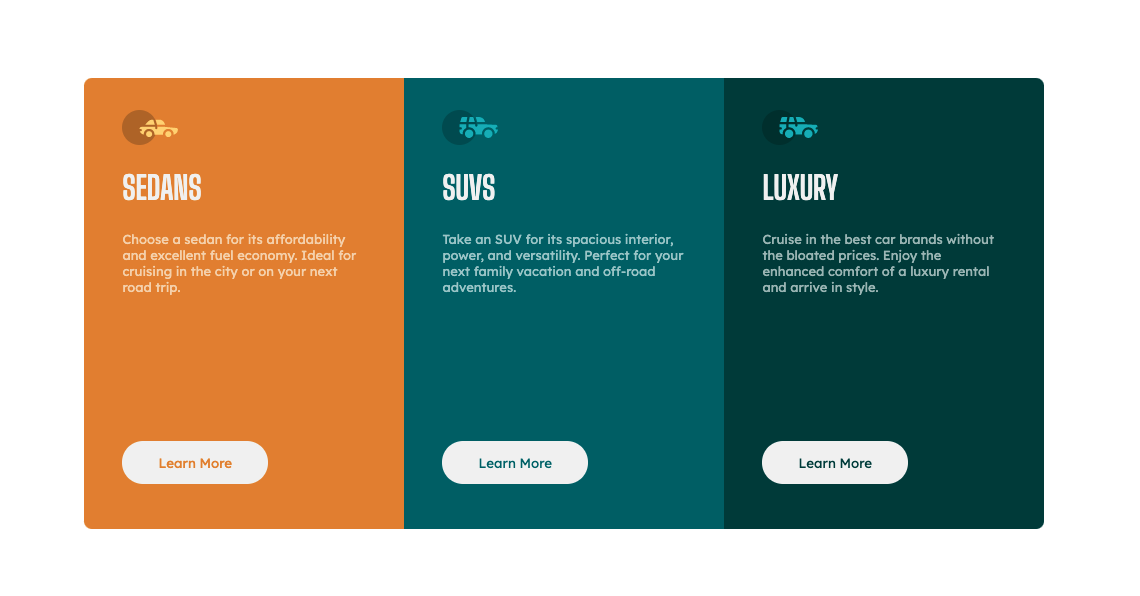 SEDANS
Choose a sedan for its affordability
and excellent fuel economy. Ideal for
cruising in the city or on your next
road trip.
Learn More
SUVS
Take an SUV for its spacious interior,
power, and versatility. Perfect for your
next family vacation and off-road
adventures.
Learn More
LUXURY
Cruise in the best car brands without
the bloated prices. Enjoy the
enhanced comfort of a luxury rental
and arrive in style.
Learn More